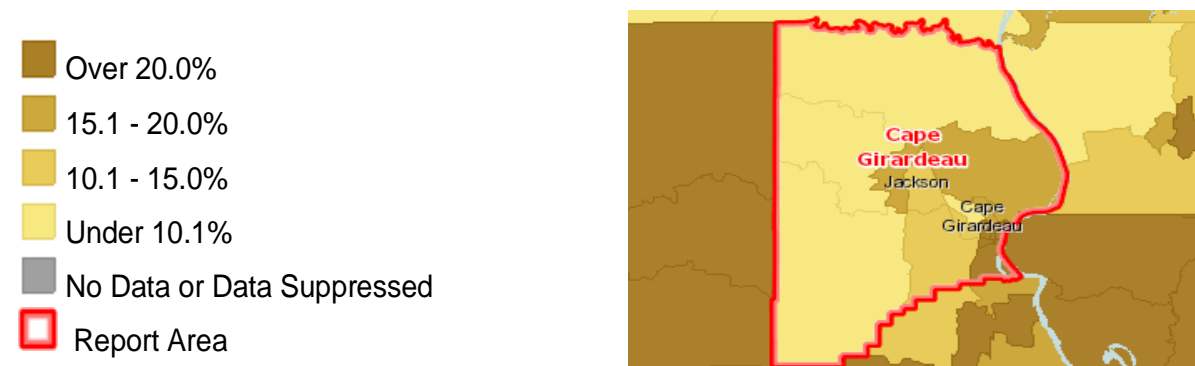 Over 20.0%
15.1 - 20.0%
10.1 - 15.0%
Under 10.1%
No Data or Data Suppressed
Report Area
Cape
Girardeau
Jackson
Cape
Girardeau